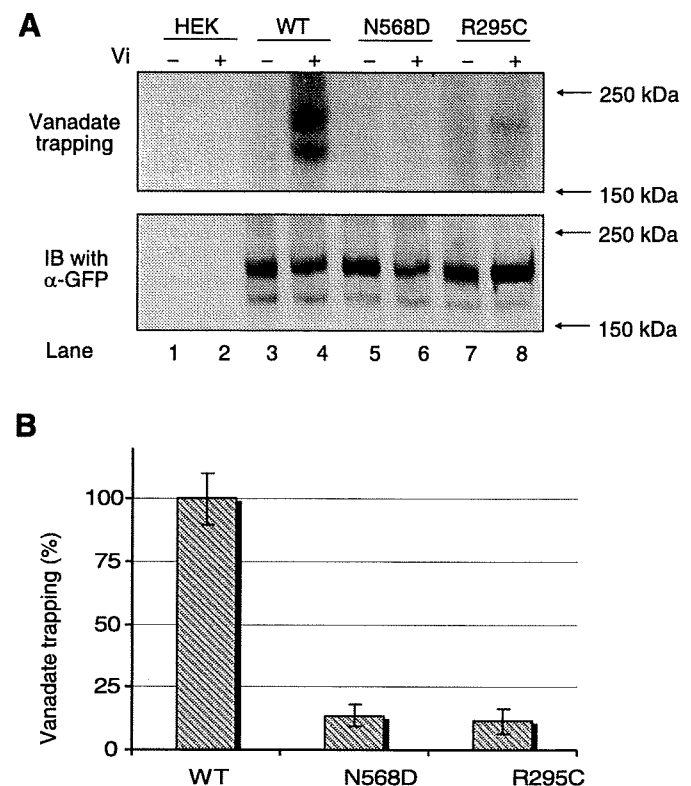 A
HEK WT N568D R295C
Vi − + − + − + − +
Vanadate trapping
250 kDa
150 kDa
IB with α-GFP
250 kDa
150 kDa
Lane 1 2 3 4 5 6 7 8
B
Vanadate trapping (%)
100
75
50
25
0
WT N568D R295C